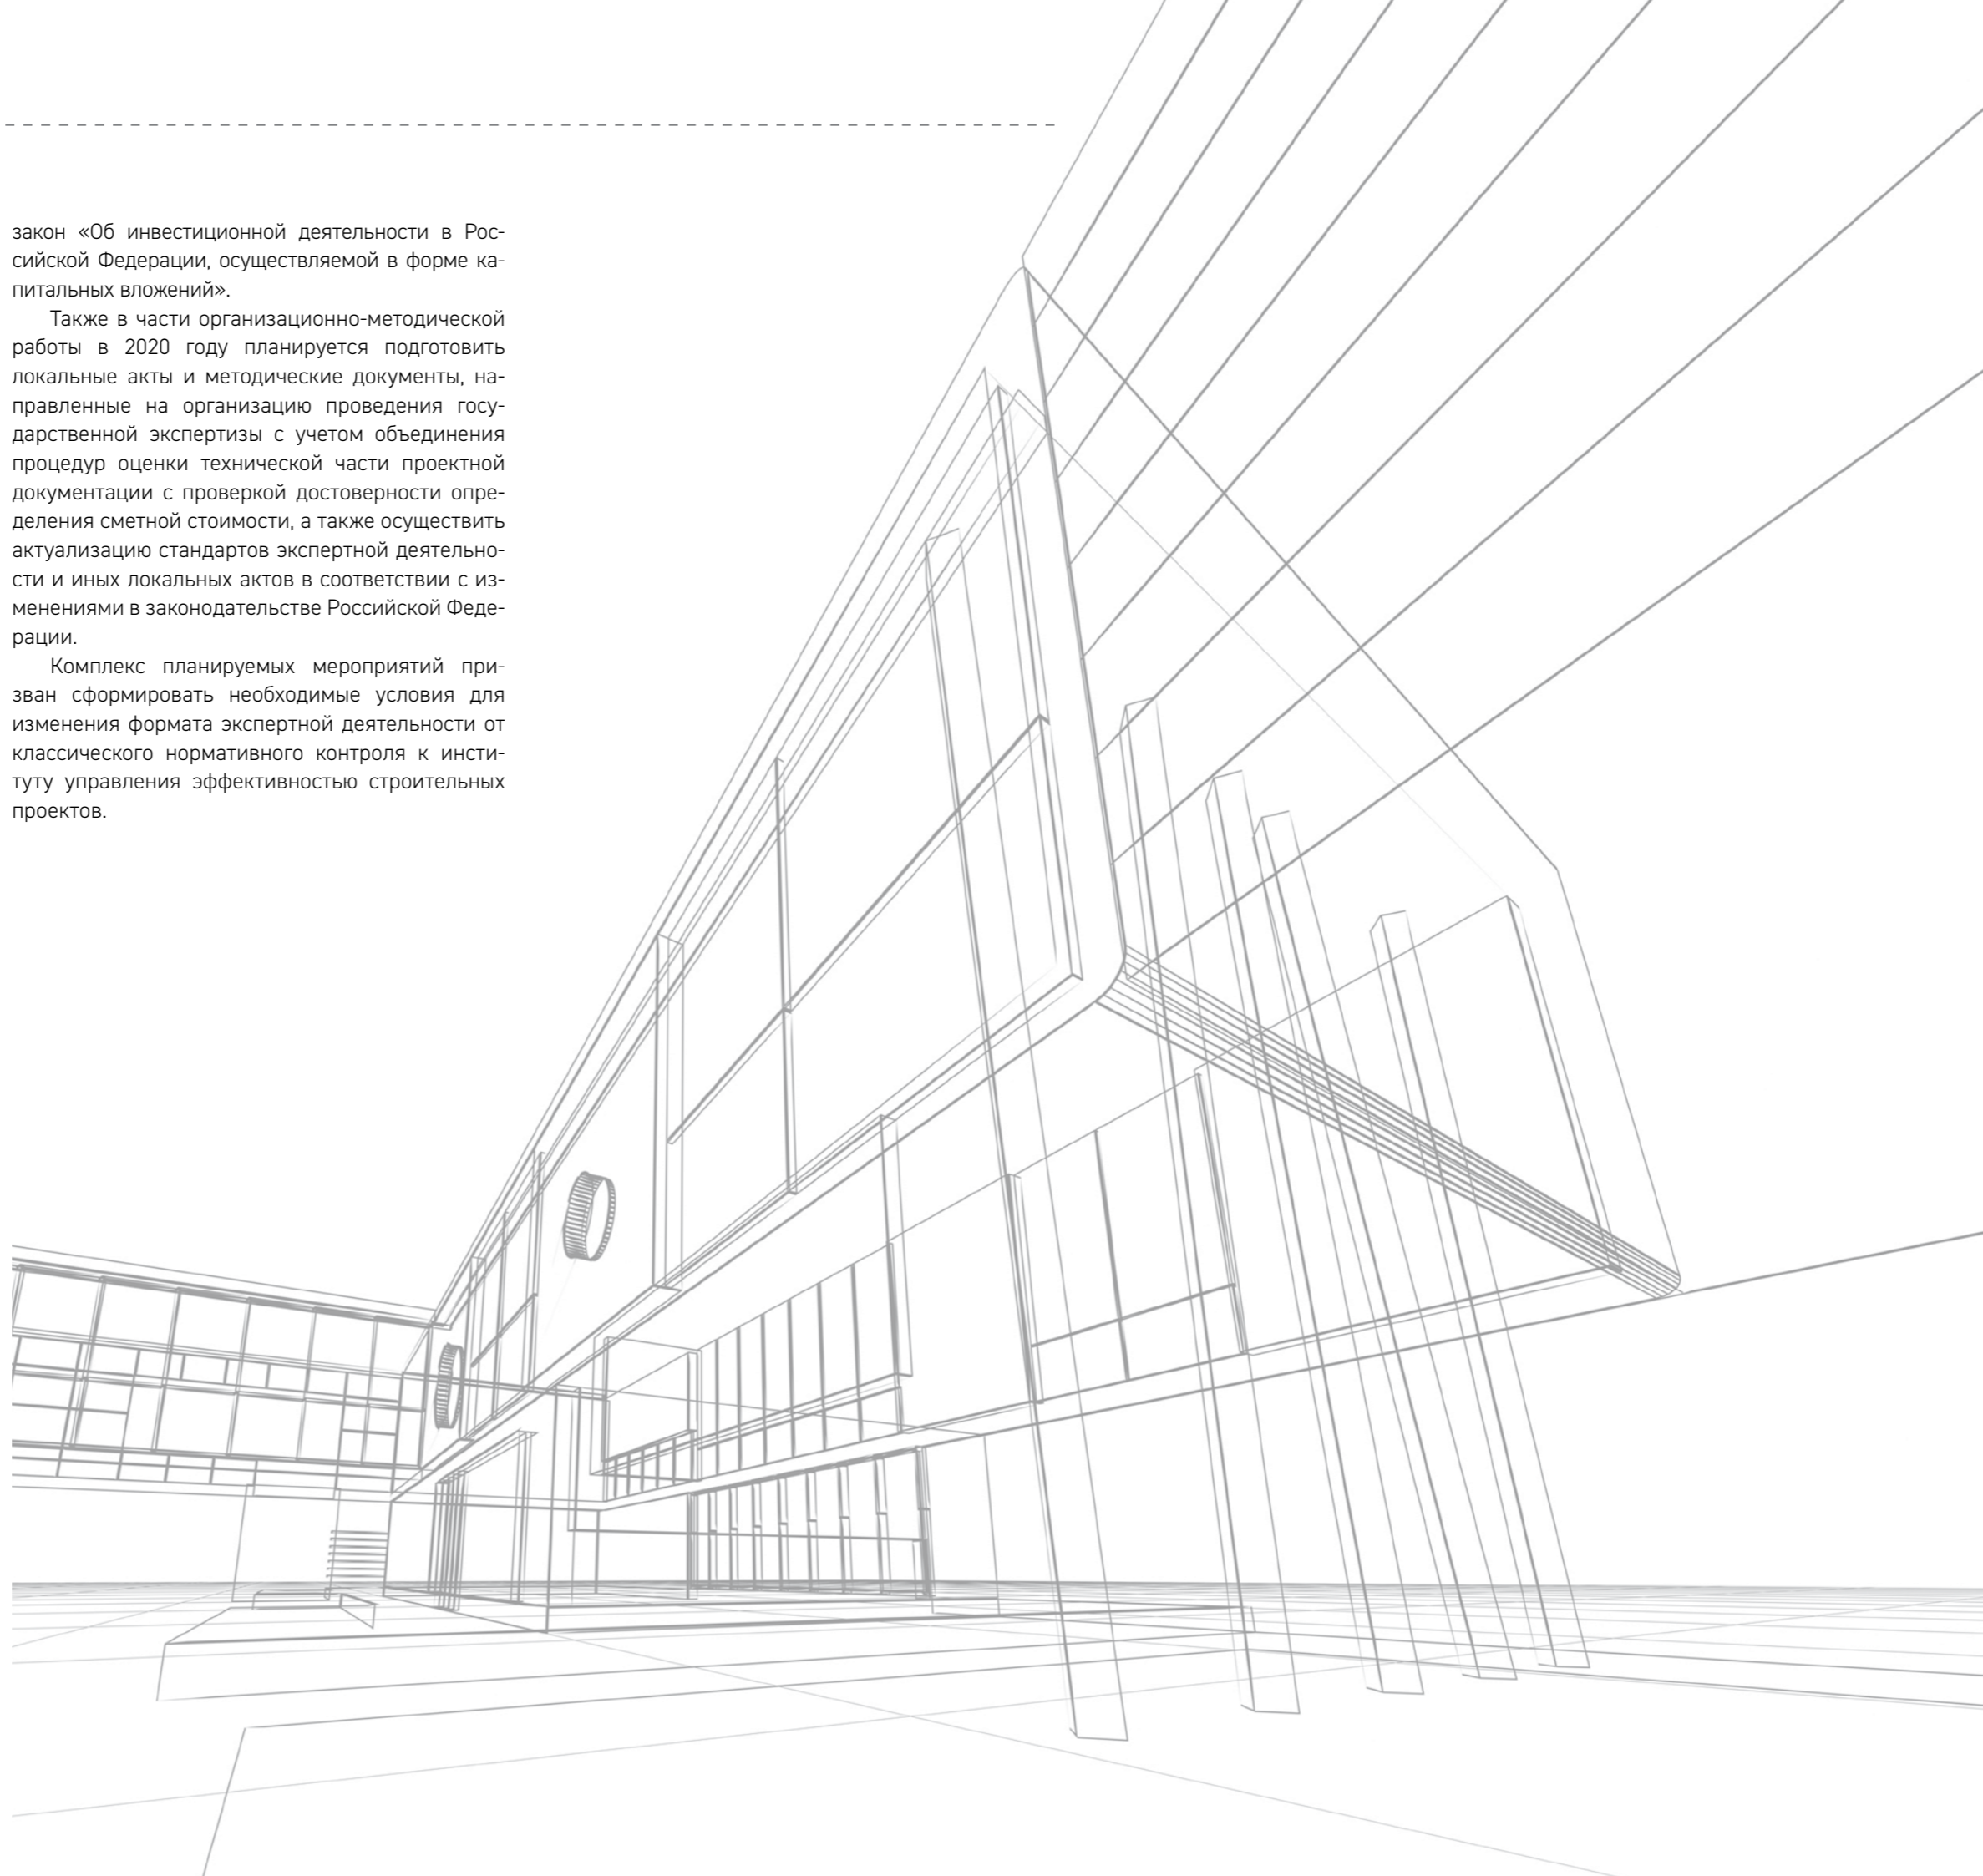 закон «Об инвестиционной деятельности в Рос-
сийской Федерации, осуществляемой в форме ка-
питальных вложений».
Также в части организационно-методической
работы в 2020 году планируется подготовить
локальные акты и методические документы, на-
правленные на организацию проведения госу-
дарственной экспертизы с учетом объединения
процедур оценки технической части проектной
документации с проверкой достоверности опре-
деления сметной стоимости, а также осуществить
актуализацию стандартов экспертной деятельно-
сти и иных локальных актов в соответствии с из-
менениями в законодательстве Российской Феде-
рации.
Комплекс планируемых мероприятий при-
зван сформировать необходимые условия для
изменения формата экспертной деятельности от
классического нормативного контроля к инсти-
туту управления эффективностью строительных
проектов.